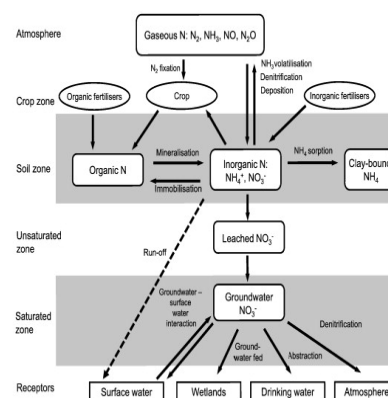 Atmosphere
Gaseous N: N₂, NH₃, NO, N₂O
N₂ fixation
NH₃volatilisation
Denitrification
Deposition
Crop zone
Organic
fertilisers
Crop
Inorganic
fertilisers
Soil zone
Organic N
Mineralisation
Immobilisation
Inorganic N:
NH₄⁺, NO₃⁻
NH₄ sorption
Clay-bound
NH₄
Unsaturated
zone
Leached NO₃⁻
Run-off
Saturated
zone
Groundwater –
surface
water
interaction
Groundwater
NO₃⁻
Denitrification
Ground-
water fed
Abstraction
Receptors
Surface water
Wetlands
Drinking water
Atmosphere